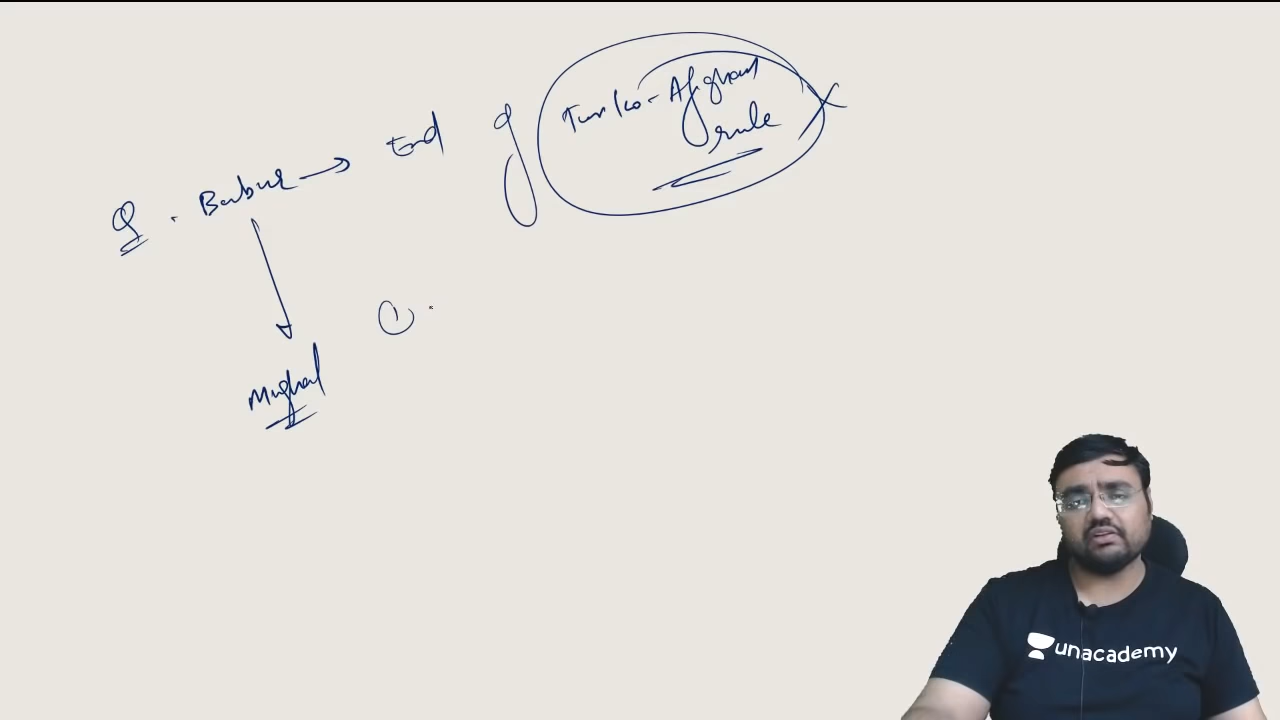 Q. Babur → End of Turko-Afghan
rule
Mughal
①
unacademy